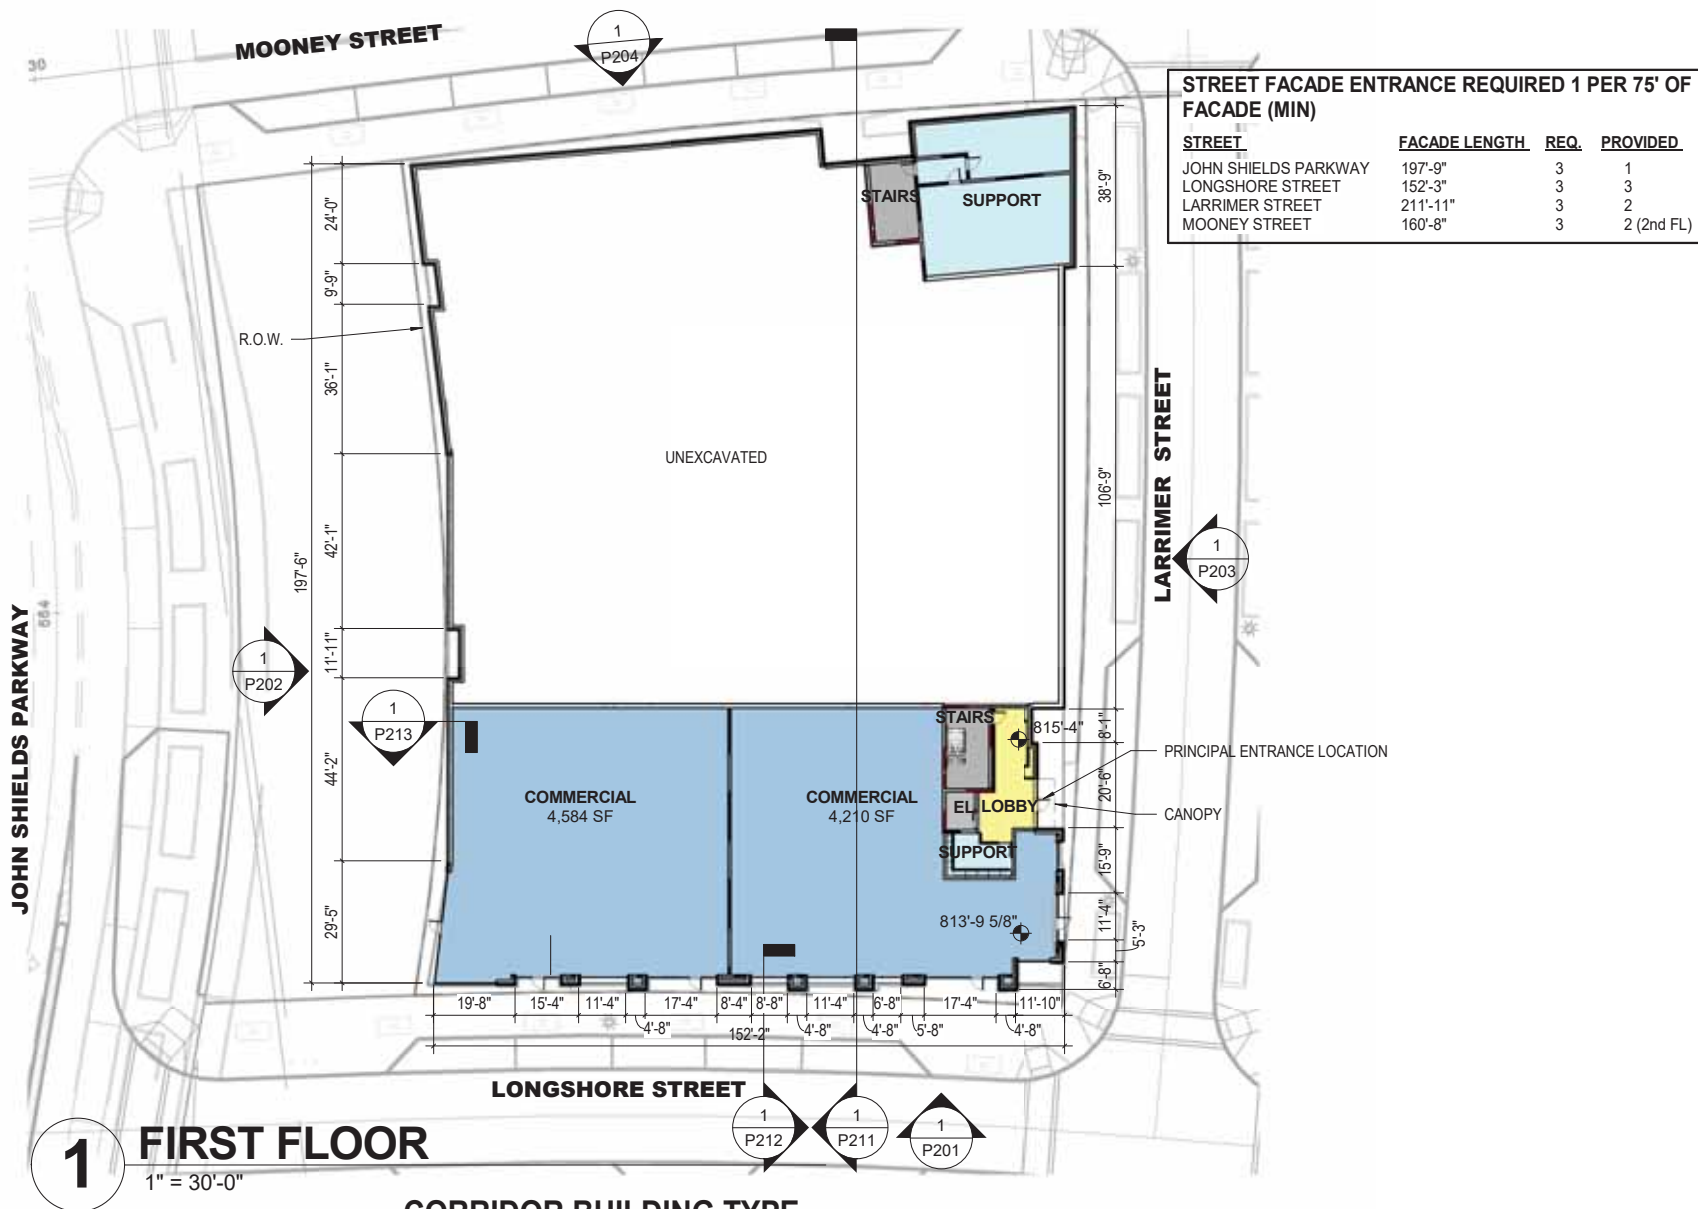 MOONEY STREET
1
P204
30
STREET FACADE ENTRANCE REQUIRED 1 PER 75' OF
FACADE (MIN)
STREET FACADE LENGTH REQ. PROVIDED
JOHN SHIELDS PARKWAY 197'-9" 3 1
LONGSHORE STREET 152'-3" 3 3
LARRIMER STREET 211'-11" 3 2
MOONEY STREET 160'-8" 3 2 (2nd FL)
24'-0"
9'-9"
36'-1"
42'-1"
11'-11"
44'-2"
29'-5"
197'-6"
R.O.W.
STAIRS
SUPPORT
38'-9"
106'-9"
UNEXCAVATED
LARRIMER STREET
1
P203
JOHN SHIELDS PARKWAY
664
1
P202
1
P213
STAIRS
815'-4"
8'-1"
20'-6"
15'-9"
11'-4"
5'-3"
6'-8"
PRINCIPAL ENTRANCE LOCATION
CANOPY
COMMERCIAL
4,584 SF
COMMERCIAL
4,210 SF
EL
LOBBY
SUPPORT
813'-9 5/8"
19'-8" 15'-4" 11'-4" 17'-4" 8'-4" 8'-8" 11'-4" 6'-8" 17'-4" 11'-10"
4'-8" 4'-8" 4'-8" 5'-8" 4'-8"
152'-2"
LONGSHORE STREET
1
P212
1
P211
1
P201
1
FIRST FLOOR
1" = 30'-0"
CORRIDOR BUILDING TYPE